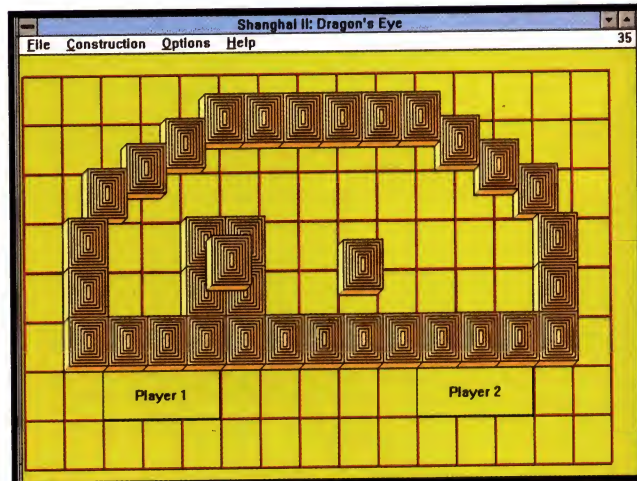 Shanghai II: Dragon's Eye
File Construction Options Help 35
Player 1 Player 2